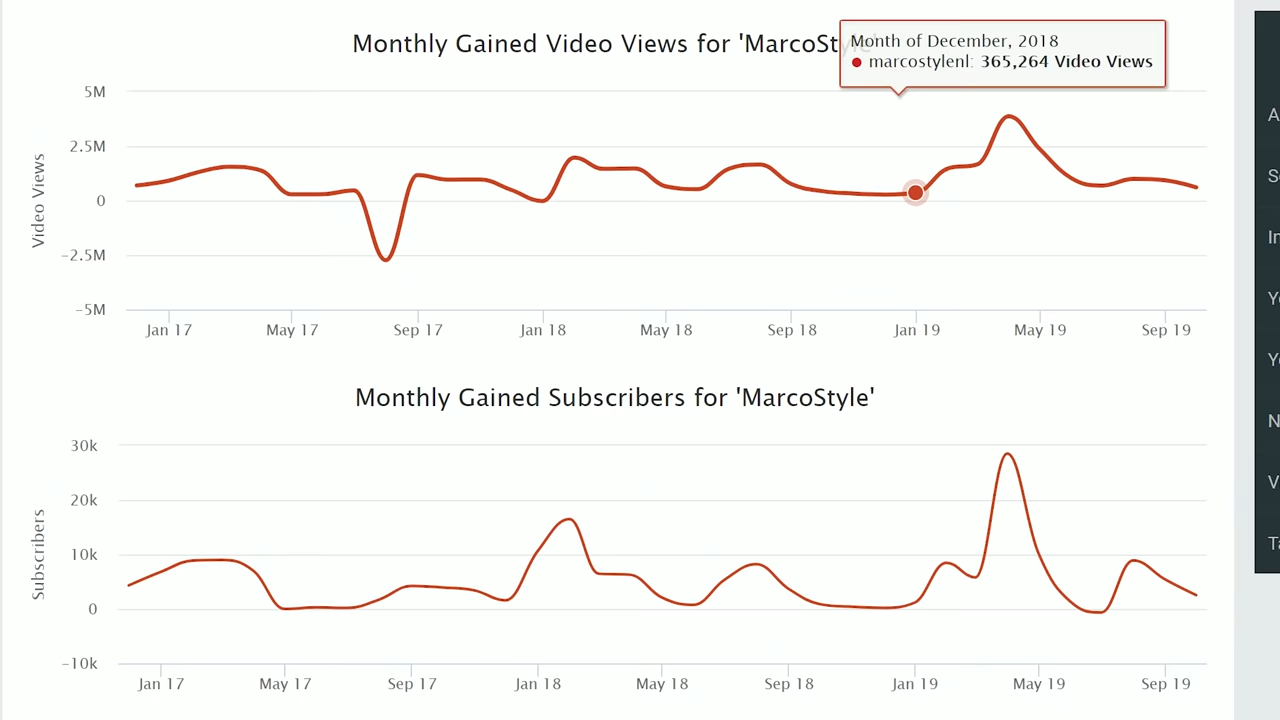 Monthly Gained Video Views for 'MarcoStyle'
Month of December, 2018
marcostylenl: 365,264 Video Views
5M
2.5M
0
−2.5M
−5M
Video Views
Jan 17 May 17 Sep 17 Jan 18 May 18 Sep 18 Jan 19 May 19 Sep 19
Monthly Gained Subscribers for 'MarcoStyle'
30k
20k
10k
0
−10k
Subscribers
Jan 17 May 17 Sep 17 Jan 18 May 18 Sep 18 Jan 19 May 19 Sep 19